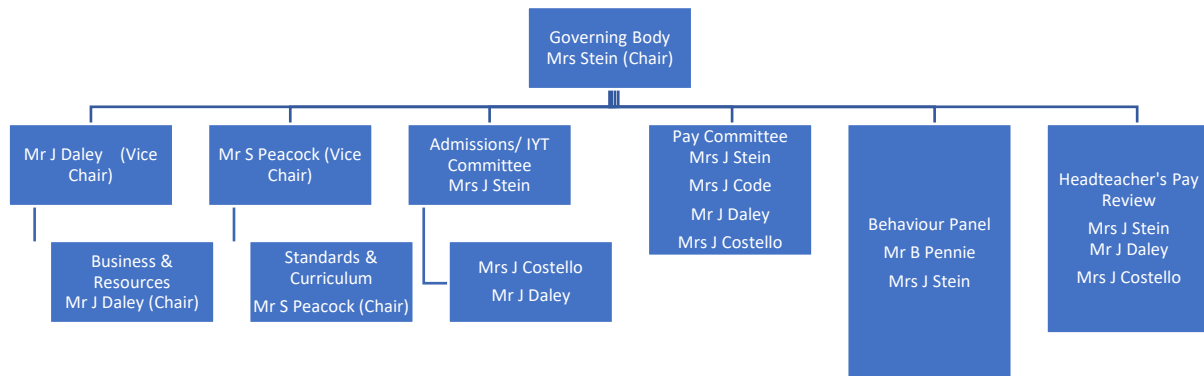 Governing Body
Mrs Stein (Chair)
Mr J Daley (Vice
Chair)
Business &
Resources
Mr J Daley (Chair)
Mr S Peacock (Vice
Chair)
Standards &
Curriculum
Mr S Peacock (Chair)
Admissions/ IYT
Committee
Mrs J Stein
Mrs J Costello
Mr J Daley
Pay Committee
Mrs J Stein
Mrs J Code
Mr J Daley
Mrs J Costello
Behaviour Panel
Mr B Pennie
Mrs J Stein
Headteacher's Pay
Review
Mrs J Stein
Mr J Daley
Mrs J Costello